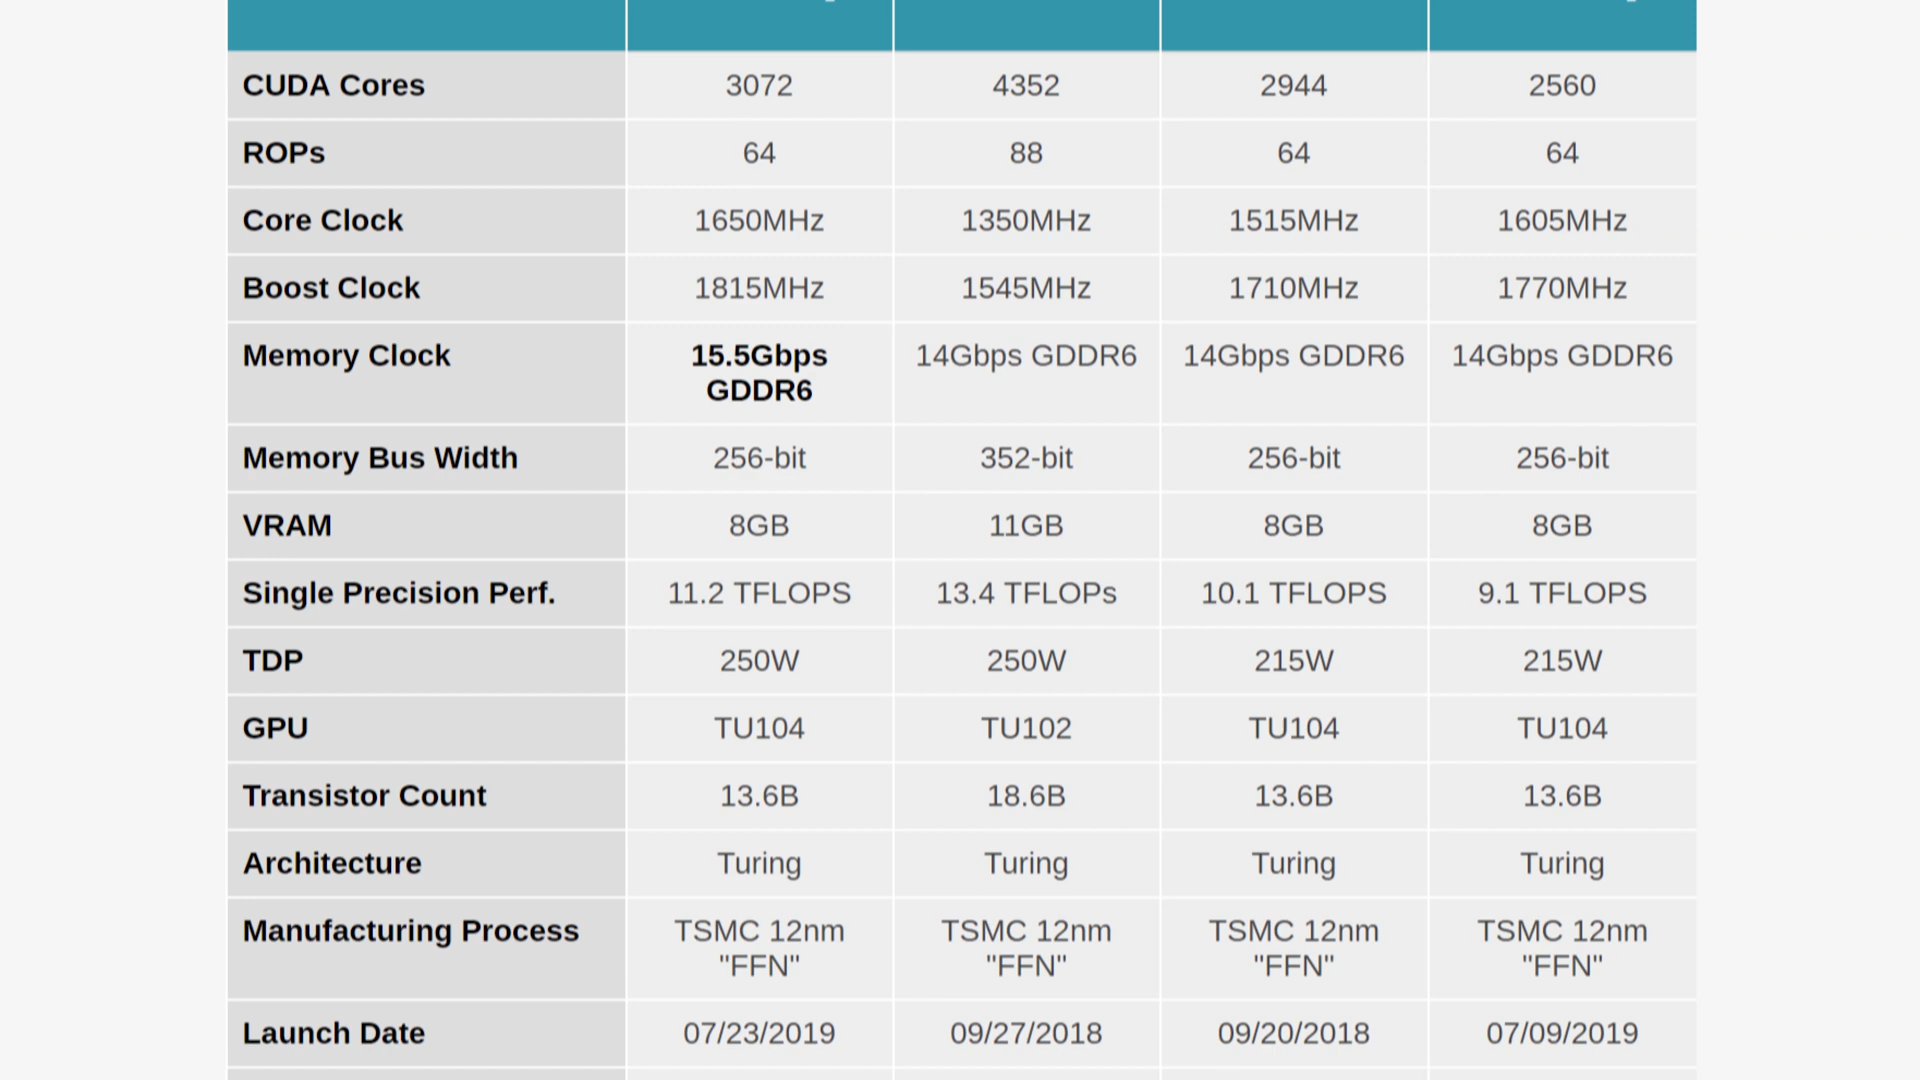 CUDA Cores 3072 4352 2944 2560
ROPs 64 88 64 64
Core Clock 1650MHz 1350MHz 1515MHz 1605MHz
Boost Clock 1815MHz 1545MHz 1710MHz 1770MHz
Memory Clock 15.5Gbps 14Gbps GDDR6 14Gbps GDDR6 14Gbps GDDR6
GDDR6
Memory Bus Width 256-bit 352-bit 256-bit 256-bit
VRAM 8GB 11GB 8GB 8GB
Single Precision Perf. 11.2 TFLOPS 13.4 TFLOPs 10.1 TFLOPS 9.1 TFLOPS
TDP 250W 250W 215W 215W
GPU TU104 TU102 TU104 TU104
Transistor Count 13.6B 18.6B 13.6B 13.6B
Architecture Turing Turing Turing Turing
Manufacturing Process TSMC 12nm TSMC 12nm TSMC 12nm TSMC 12nm
"FFN" "FFN" "FFN" "FFN"
Launch Date 07/23/2019 09/27/2018 09/20/2018 07/09/2019